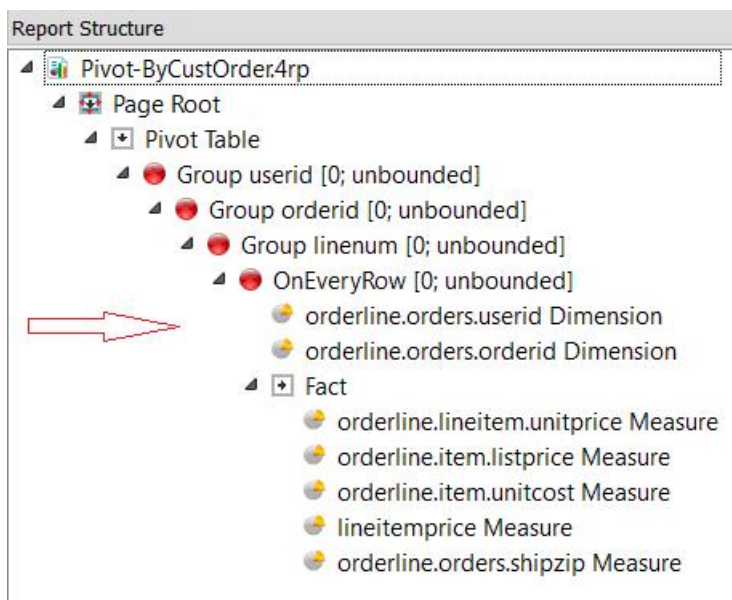 Report Structure
Pivot-ByCustOrder.4rp
Page Root
Pivot Table
Group userid [0; unbounded]
Group orderid [0; unbounded]
Group linenum [0; unbounded]
OnEveryRow [0; unbounded]
orderline.orders.userid Dimension
orderline.orders.orderid Dimension
Fact
orderline.lineitem.unitprice Measure
orderline.item.listprice Measure
orderline.item.unitcost Measure
lineitemprice Measure
orderline.orders.shipzip Measure